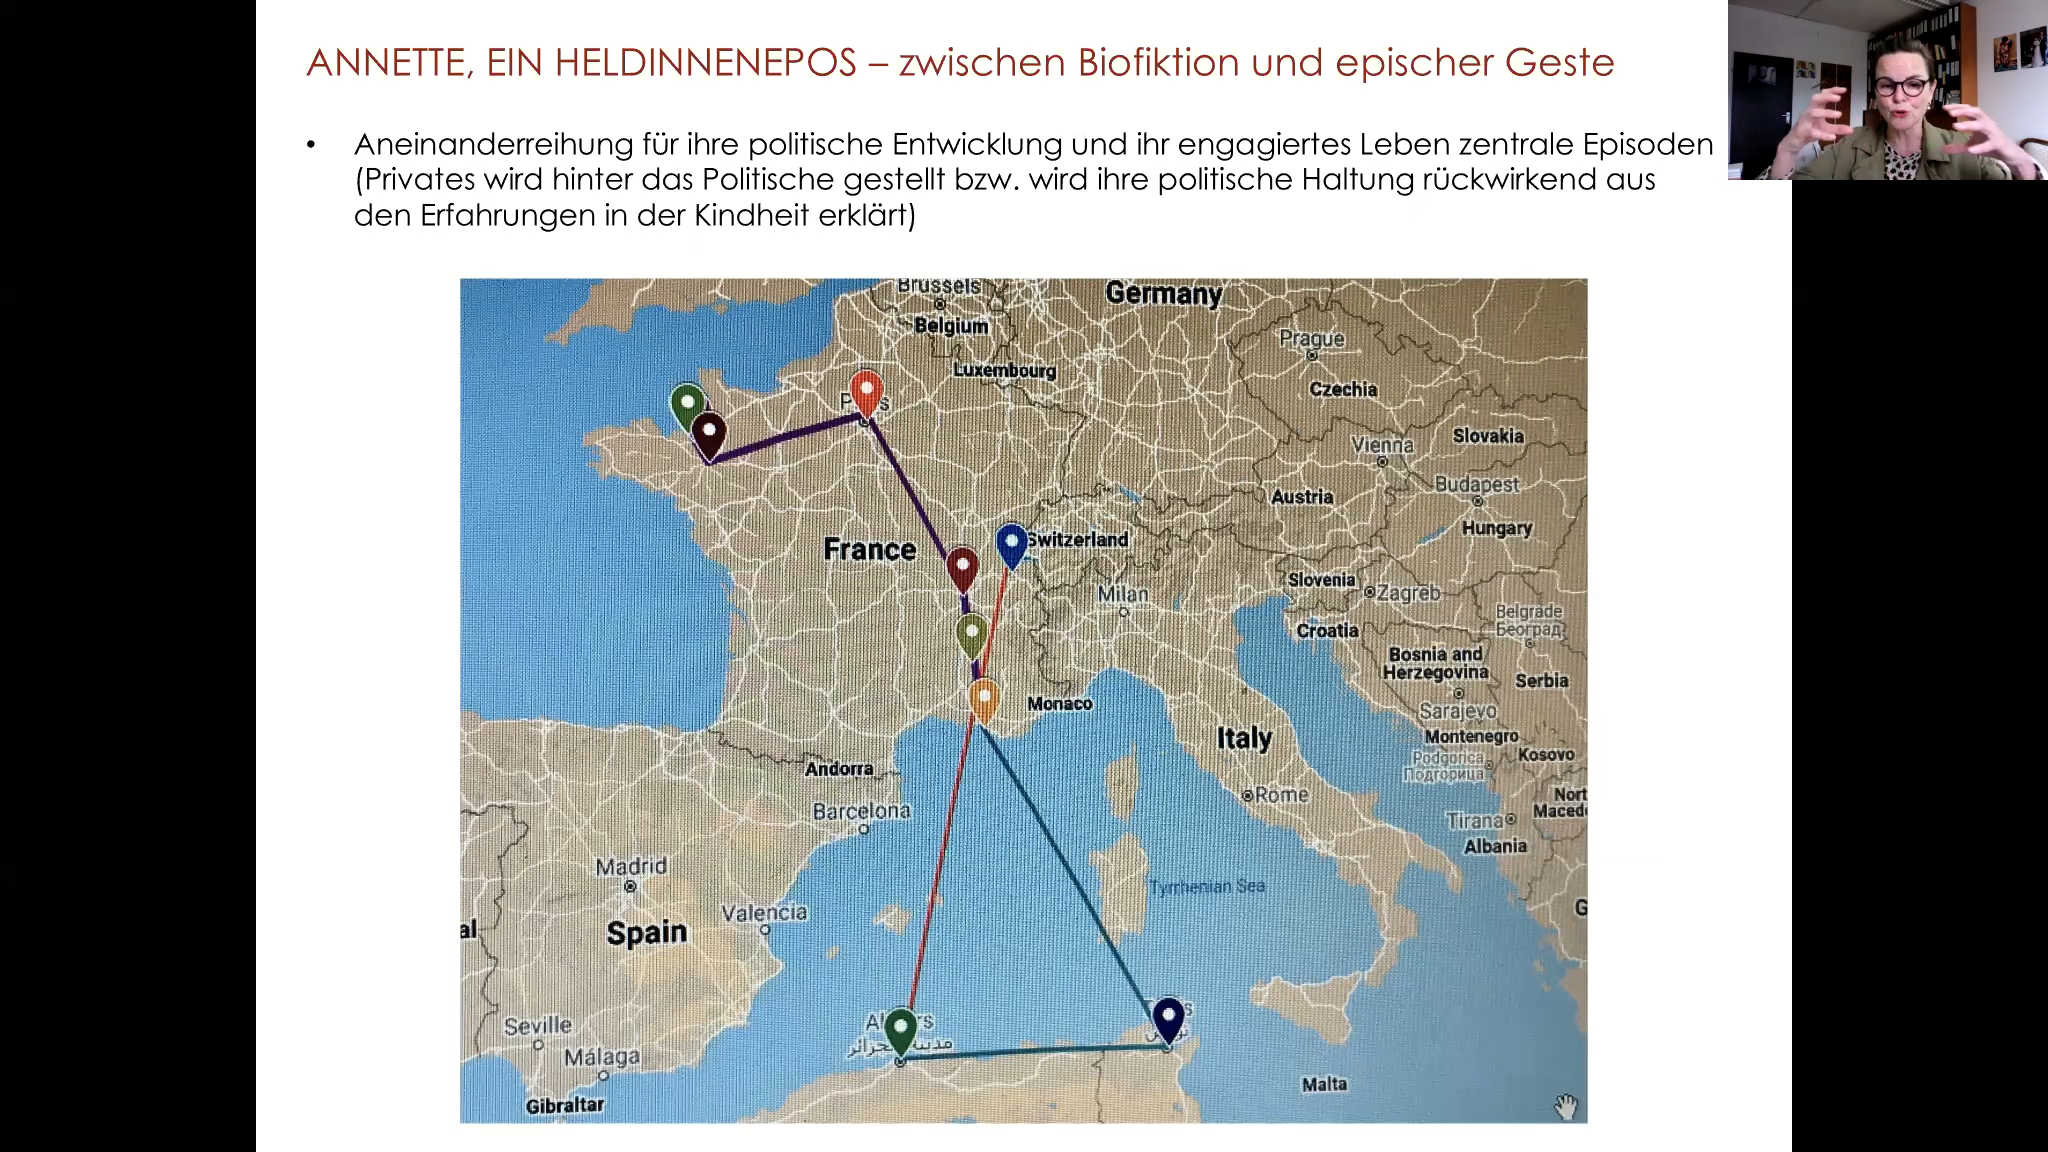 ANNETTE, EIN HELDINNENEPOS – zwischen Biofiktion und epischer Geste
• Aneinanderreihung für ihre politische Entwicklung und ihr engagiertes Leben zentrale Episoden
(Privates wird hinter das Politische gestellt bzw. wird ihre politische Haltung rückwirkend aus
den Erfahrungen in der Kindheit erklärt)
Brussels
Germany
Belgium
Prague
Luxembourg
Czechia
Vienna
Slovakia
Budapest
Austria
Hungary
France
Switzerland
Slovenia
Milan
Zagreb
Belgrade
Београд
Croatia
Bosnia and
Herzegovina
Serbia
Monaco
Sarajevo
Italy
Montenegro
Podgorica
Подгорица
Kosovo
Andorra
Rome
Barcelona
Tirana
Albania
Madrid
Tyrrhenian Sea
Valencia
Spain
Seville
Málaga
Malta
Gibraltar